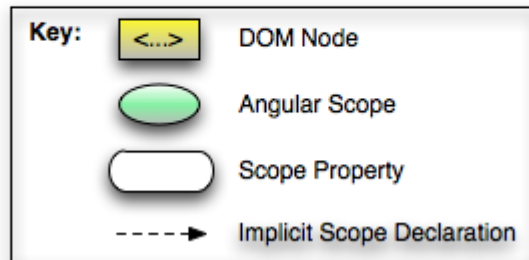 Key: <...> DOM Node
Angular Scope
Scope Property
Implicit Scope Declaration